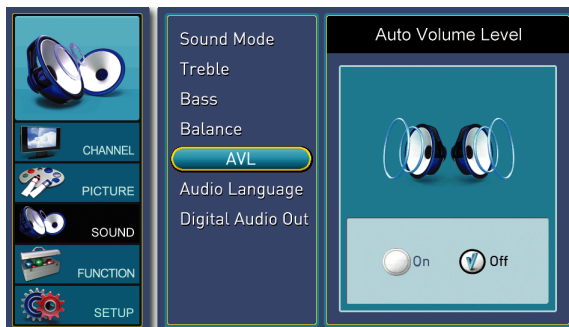 CHANNEL
PICTURE
SOUND
FUNCTION
SETUP
Sound Mode
Treble
Bass
Balance
AVL
Audio Language
Digital Audio Out
Auto Volume Level
On Off